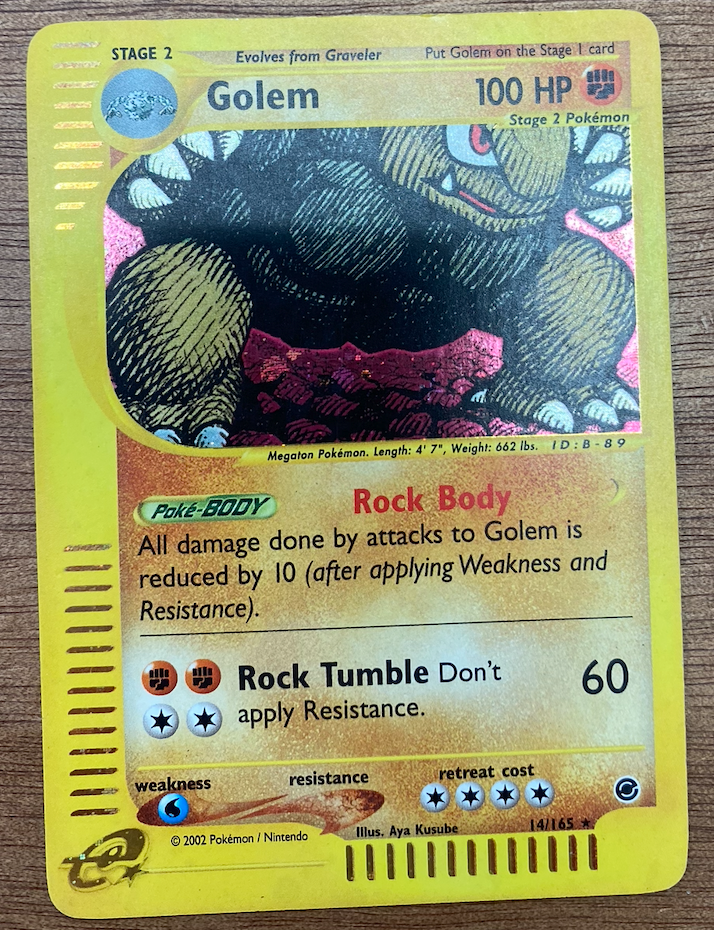 STAGE 2 Evolves from Graveler Put Golem on the Stage 1 card
Golem 100 HP
Stage 2 Pokémon
Megaton Pokémon. Length: 4' 7", Weight: 662 lbs. ID:B-89
Poké-BODY Rock Body
All damage done by attacks to Golem is
reduced by 10 (after applying Weakness and
Resistance).
Rock Tumble Don't 60
apply Resistance.
weakness resistance retreat cost
© 2002 Pokémon / Nintendo Illus. Aya Kusube 14/165 ★